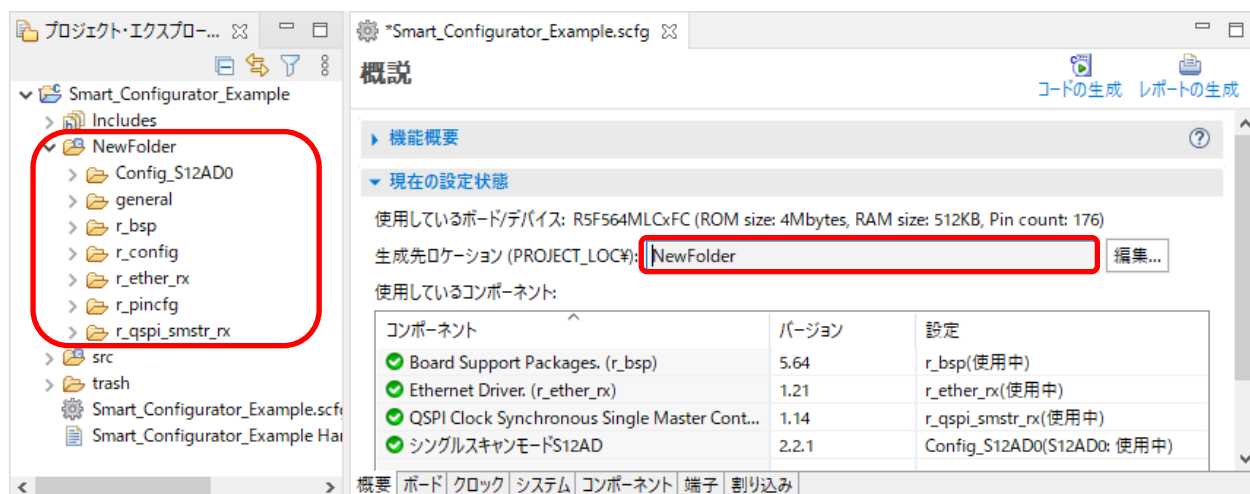 プロジェクト・エクスプロー...
Smart_Configurator_Example
Includes
NewFolder
Config_S12AD0
general
r_bsp
r_config
r_ether_rx
r_pincfg
r_qspi_smstr_rx
src
trash
Smart_Configurator_Example.scf
Smart_Configurator_Example Ha
*Smart_Configurator_Example.scfg
概説
コードの生成 レポートの生成
機能概要
現在の設定状態
使用しているボード/デバイス: R5F564MLCxFC (ROM size: 4Mbytes, RAM size: 512KB, Pin count: 176)
生成先ロケーション (PROJECT_LOC¥): NewFolder 編集...
使用しているコンポーネント:
コンポーネント バージョン 設定
Board Support Packages. (r_bsp) 5.64 r_bsp(使用中)
Ethernet Driver. (r_ether_rx) 1.21 r_ether_rx(使用中)
QSPI Clock Synchronous Single Master Cont... 1.14 r_qspi_smstr_rx(使用中)
シングルスキャンモードS12AD 2.2.1 Config_S12AD0(S12AD0: 使用中)
概要 ボード クロック システム コンポーネント 端子 割り込み